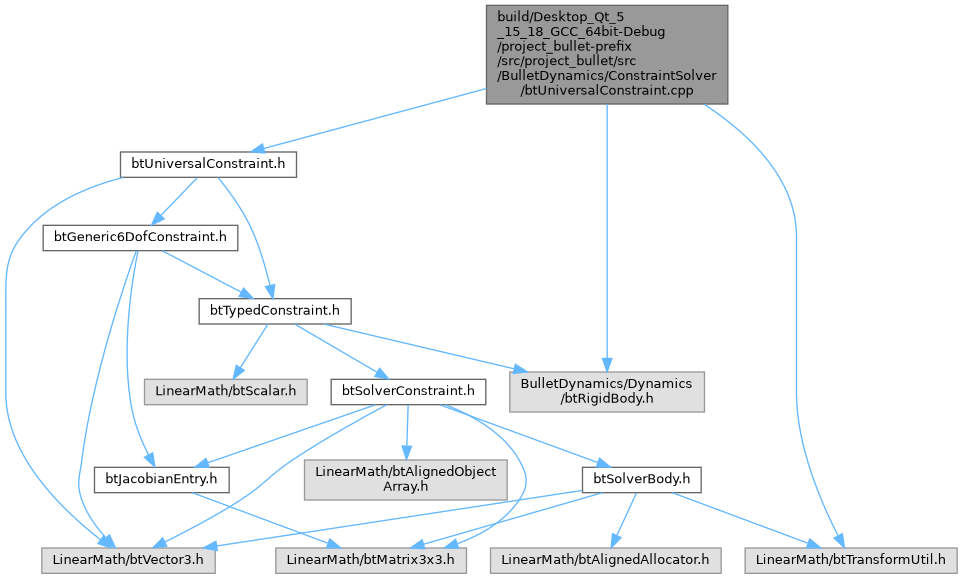 build/Desktop_Qt_5
_15_18_GCC_64bit-Debug
/project_bullet-prefix
/src/project_bullet/src
/BulletDynamics/ConstraintSolver
/btUniversalConstraint.cpp
btUniversalConstraint.h
btGeneric6DofConstraint.h
btTypedConstraint.h
LinearMath/btScalar.h
btSolverConstraint.h
BulletDynamics/Dynamics
/btRigidBody.h
btJacobianEntry.h
LinearMath/btAlignedObject
Array.h
btSolverBody.h
LinearMath/btVector3.h
LinearMath/btMatrix3x3.h
LinearMath/btAlignedAllocator.h
LinearMath/btTransformUtil.h